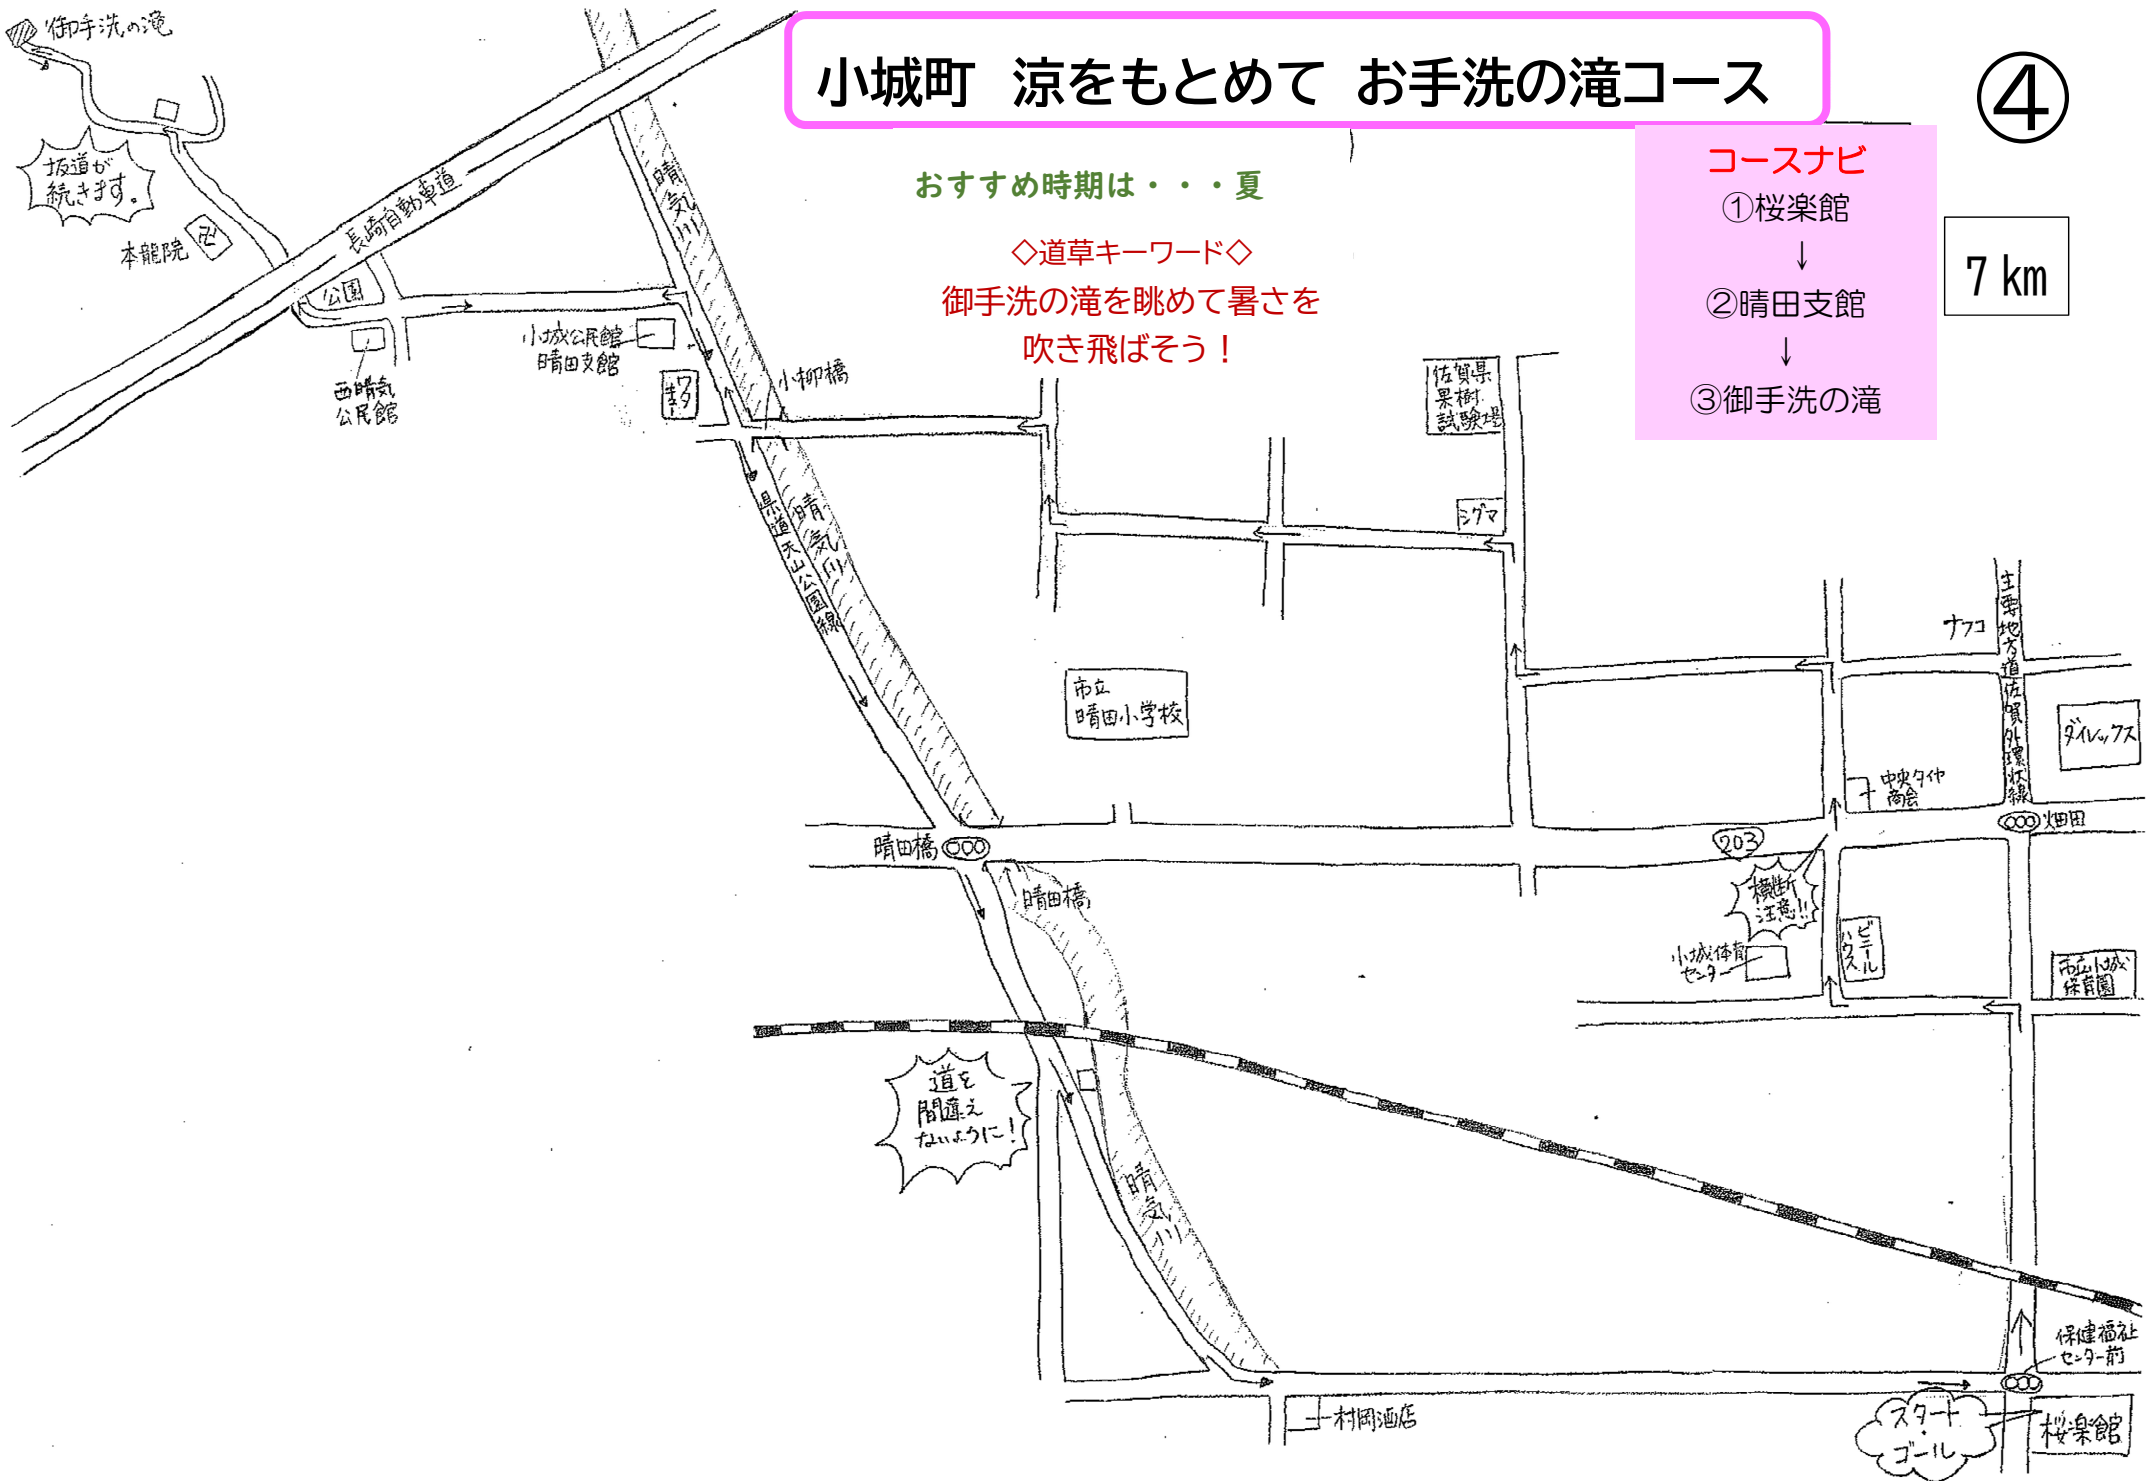 小城町 涼をもとめて お手洗の滝コース
④
おすすめ時期は・・・夏
◇道草キーワード◇
御手洗の滝を眺めて暑さを
吹き飛ばそう！
コースナビ
①桜楽館
↓
②晴田支館
↓
③御手洗の滝
7km
御手洗の滝
坂道が
続きます。
本龍院
卍
長崎自動車道
晴気川
公園
西晴気
公民館
小城公民館
晴田支館
小柳橋
佐賀県
果樹
試験場
シグマ
県道天山公園線
晴気川
市立
晴田小学校
ナフコ
主要地方道佐賀外環状線
ダイレックス
中央タイヤ
商会
畑田
203
横断
注意!!
晴田橋
晴田橋
小城体育
センター
ビニール
ハウス
市立小城
保育園
道を
間違え
ないように！
晴気川
保健福祉
センター前
村岡酒店
スタート
・
ゴール
桜楽館